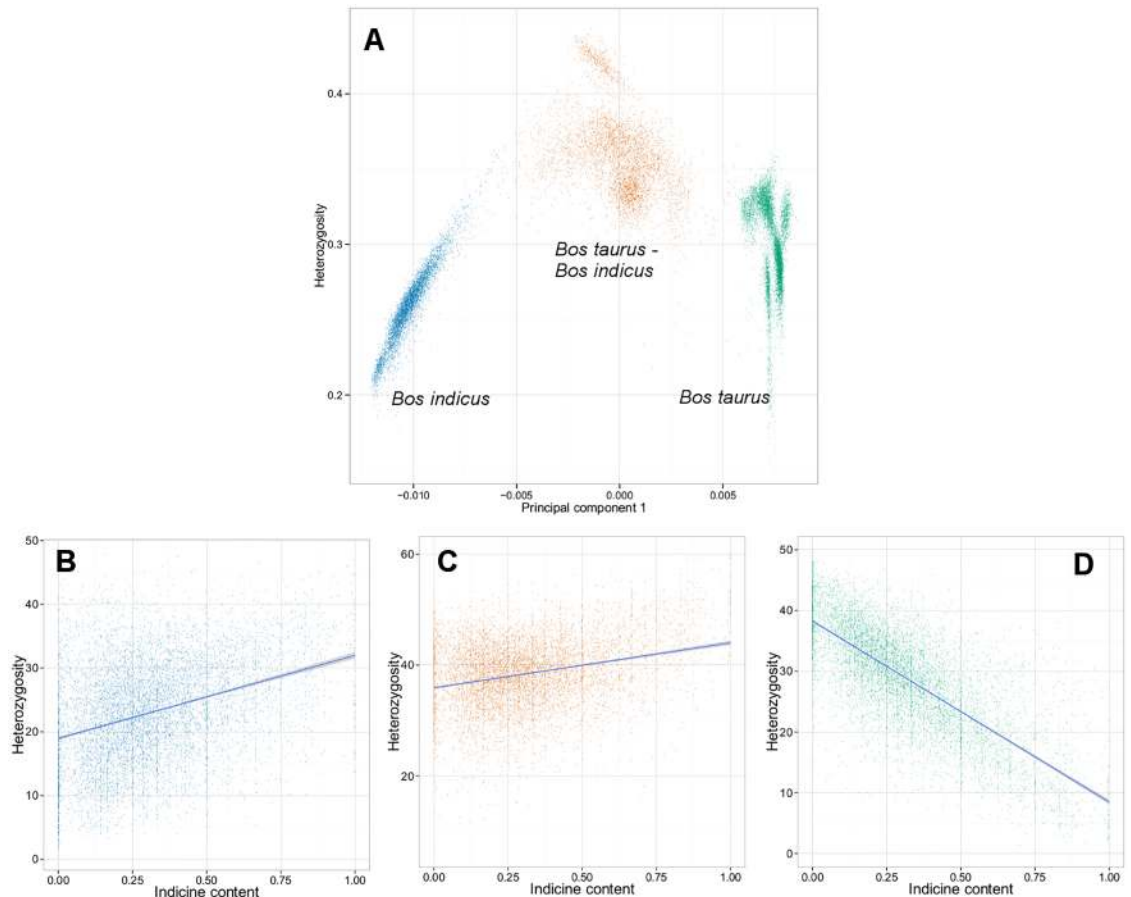 A
Heterozygosity
0.4
0.3
0.2
Bos taurus -
Bos indicus
Bos indicus
Bos taurus
−0.010
−0.005
0.000
0.005
Principal component 1
B
Heterozygosity
50
40
30
20
10
0
0.00
0.25
0.50
0.75
1.00
Indicine content
C
Heterozygosity
60
40
20
0.00
0.25
0.50
0.75
1.00
Indicine content
D
Heterozygosity
50
40
30
20
10
0
0.00
0.25
0.50
0.75
1.00
Indicine content